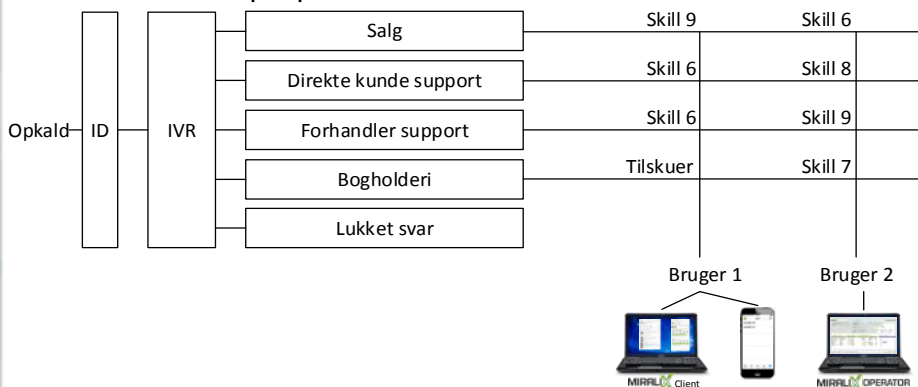 Salg
Skill 9
Skill 6
Direkte kunde support
Skill 6
Skill 8
Opkald
ID
IVR
Forhandler support
Skill 6
Skill 9
Bogholderi
Tilskuer
Skill 7
Lukket svar
Bruger 1
Bruger 2
MIRALIX Client
MIRALIX OPERATOR